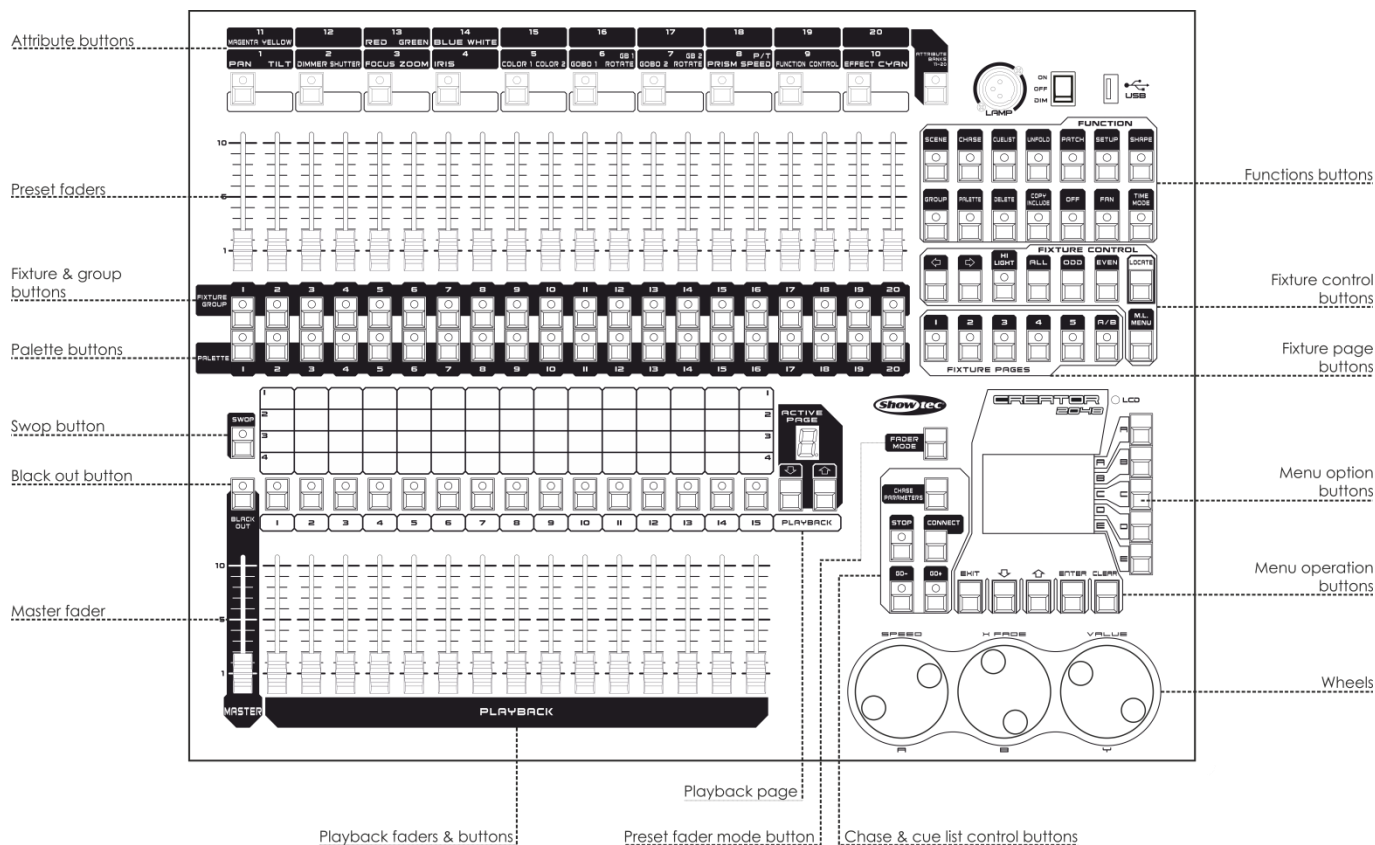 Attribute buttons
11 12 13 14 15 16 17 18 19 20
MAGENTA YELLOW RED GREEN BLUE WHITE
1 2 3 4 5 6 GB 1 7 GB 2 8 P/T 9 10
PAN TILT DIMMER SHUTTER FOCUS ZOOM IRIS COLOR 1 COLOR 2 GOBO 1 ROTATE GOBO 2 ROTATE PRISM SPEED FUNCTION CONTROL EFFECT CYAN
ATTRIBUTE
BANKS
11-20
LAMP
ON
OFF
DIM
USB
FUNCTION
SCENE CHASE CUELIST UNFOLD PATCH SETUP SHAPE
Functions buttons
GROUP PALETTE DELETE COPY INCLUDE OFF FAN TIME MODE
Preset faders
10
5
1
FIXTURE CONTROL
HI LIGHT ALL ODD EVEN LOCATE
Fixture control
buttons
Fixture & group
buttons
FIXTURE
GROUP
1 2 3 4 5 6 7 8 9 10 11 12 13 14 15 16 17 18 19 20
Palette buttons
PALETTE
1 2 3 4 5 6 7 8 9 10 11 12 13 14 15 16 17 18 19 20
1 2 3 4 5 A/B M.L. MENU
FIXTURE PAGES
Fixture page
buttons
Swop button
SWOP
1 1
2 2
3 3
4 4
ACTIVE
PAGE
Showtec
CREATOR
2048
LCD
FADER
MODE
A
B
C
D
E
A
B
C
D
E
Menu option
buttons
Black out button
BLACK
OUT
1 2 3 4 5 6 7 8 9 10 11 12 13 14 15 PLAYBACK
CHASE
PARAMETERS
STOP CONNECT
GO- GO+ EXIT ENTER CLEAR
Menu operation
buttons
Master fader
10
5
1
MASTER
PLAYBACK
SPEED X FADE VALUE
Wheels
A B Y
Playback page
Playback faders & buttons
Preset fader mode button
Chase & cue list control buttons